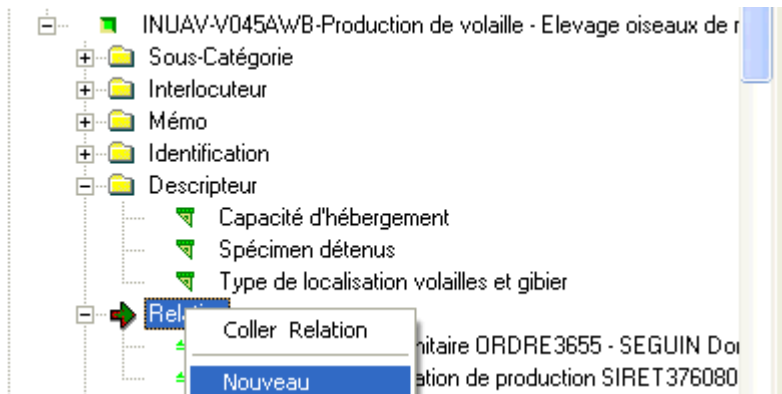 INUAV-V045AWB-Production de volaille - Elevage oiseaux de r
Sous-Catégorie
Interlocuteur
Mémo
Identification
Descripteur
Capacité d'hébergement
Spécimen détenus
Type de localisation volailles et gibier
Relation
Coller Relation
nitaire ORDRE3655 - SEGUIN Dor
Nouveau
ation de production SIRET376080